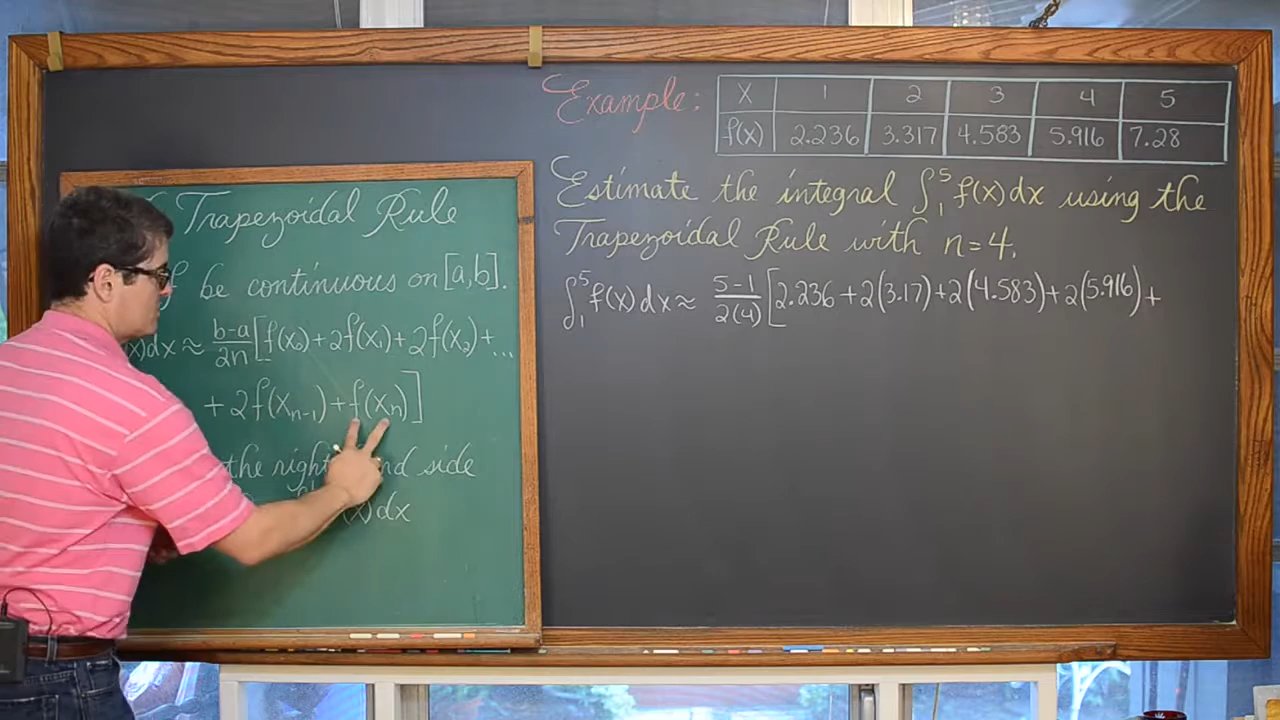 Trapezoidal Rule
be continuous on [a,b].
dx ≈ b-a/2n [f(x₀)+2f(x₁)+2f(x₂)+...
+ 2f(xₙ₋₁)+f(xₙ)]
the right side
(x)dx
Example:
x 1 2 3 4 5
f(x) 2.236 3.317 4.583 5.916 7.28
Estimate the integral ∫₁⁵ f(x)dx using the
Trapezoidal Rule with n=4.
∫₁⁵ f(x)dx ≈ 5-1/2(4) [2.236+2(3.17)+2(4.583)+2(5.916)+